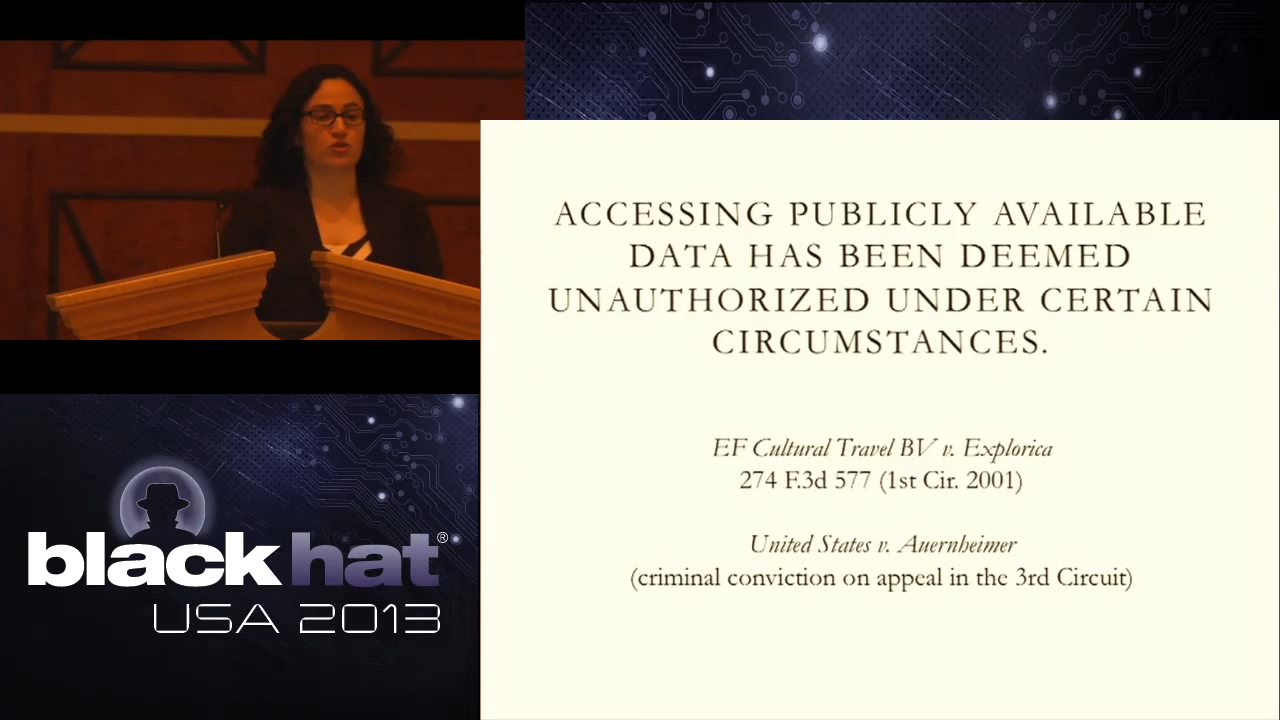 ACCESSING PUBLICLY AVAILABLE
DATA HAS BEEN DEEMED
UNAUTHORIZED UNDER CERTAIN
CIRCUMSTANCES.
EF Cultural Travel BV v. Explorica
274 F.3d 577 (1st Cir. 2001)
United States v. Auernheimer
(criminal conviction on appeal in the 3rd Circuit)
black hat®
USA 2013